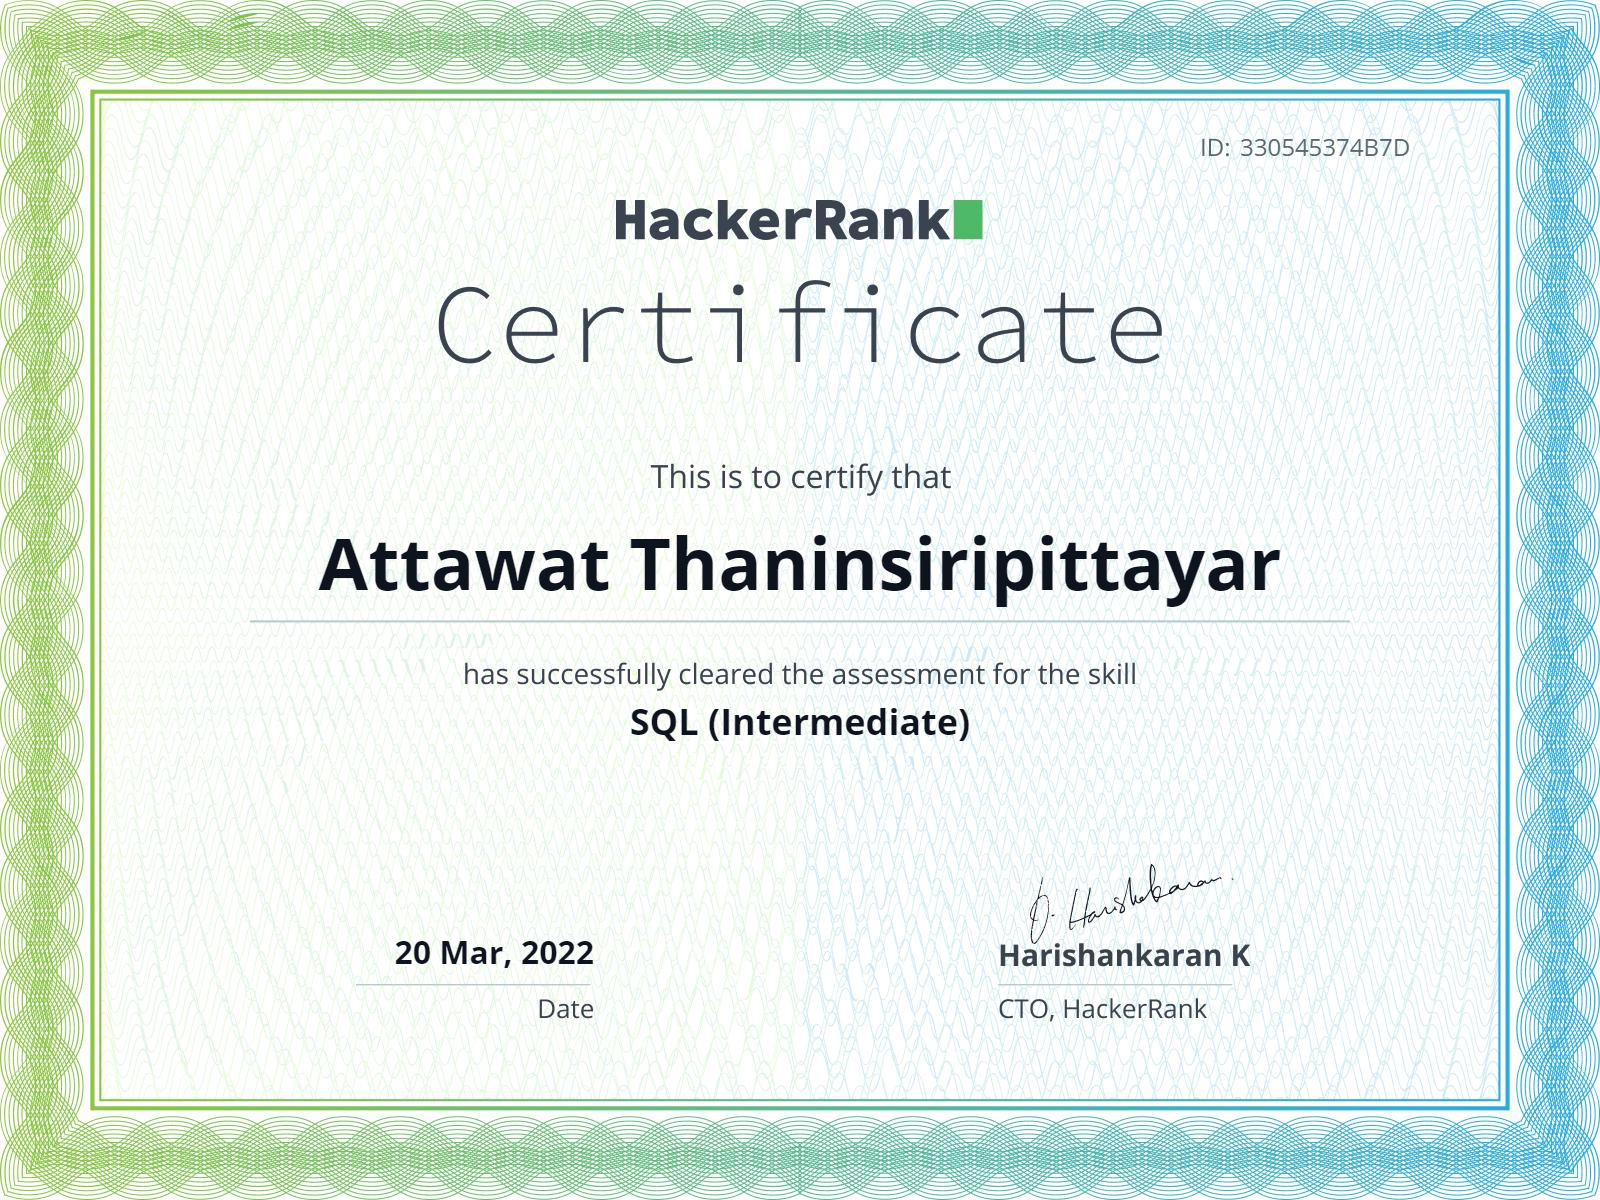 ID: 330545374B7D
HackerRank
Certificate
This is to certify that
Attawat Thaninsiripittayar
has successfully cleared the assessment for the skill
SQL (Intermediate)
J. Harishankaran
20 Mar, 2022
Harishankaran K
Date
CTO, HackerRank